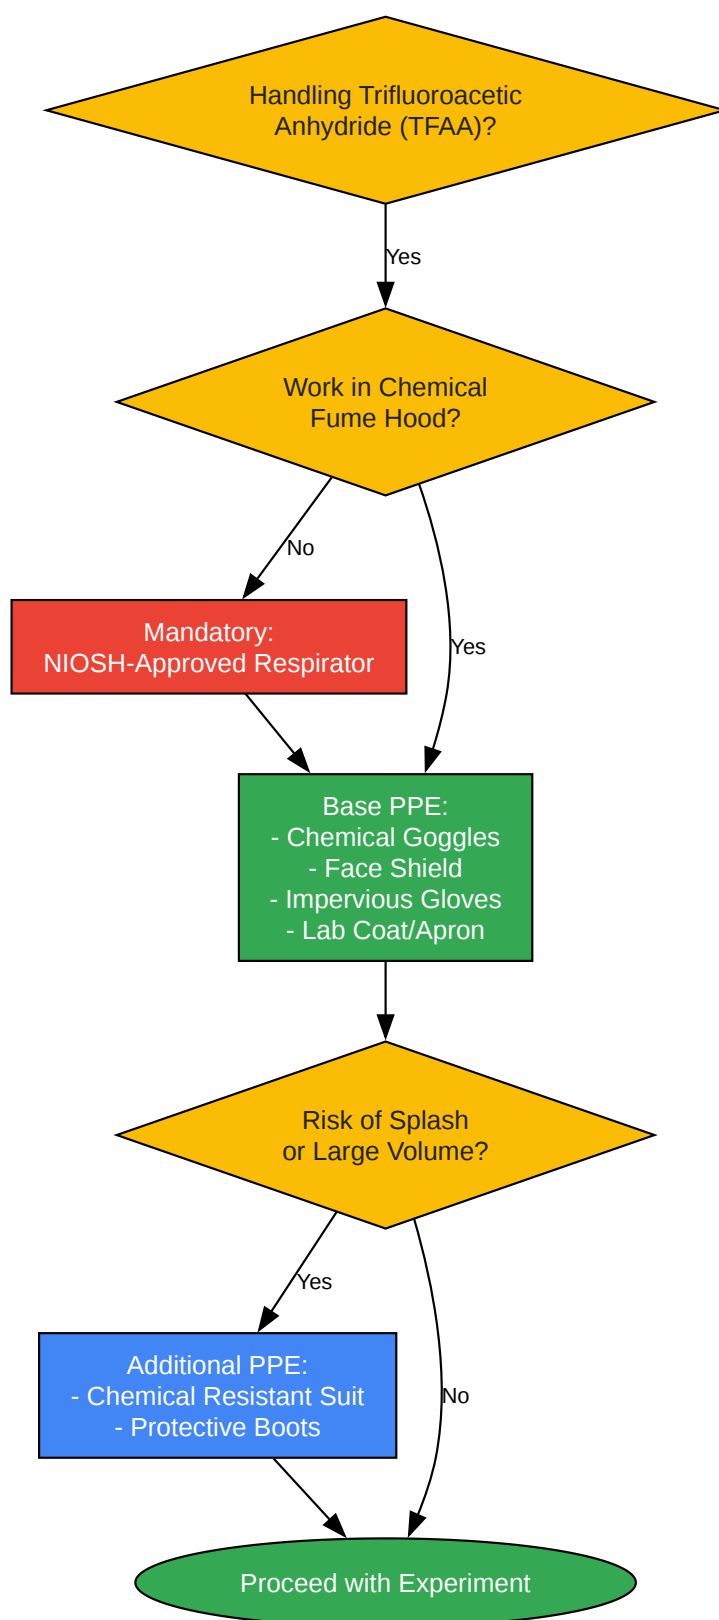 Handling Trifluoroacetic
Anhydride (TFAA)?
Yes
Work in Chemical
Fume Hood?
No
Mandatory:
NIOSH-Approved Respirator
Yes
Base PPE:
- Chemical Goggles
- Face Shield
- Impervious Gloves
- Lab Coat/Apron
Risk of Splash
or Large Volume?
Yes
Additional PPE:
- Chemical Resistant Suit
- Protective Boots
No
Proceed with Experiment